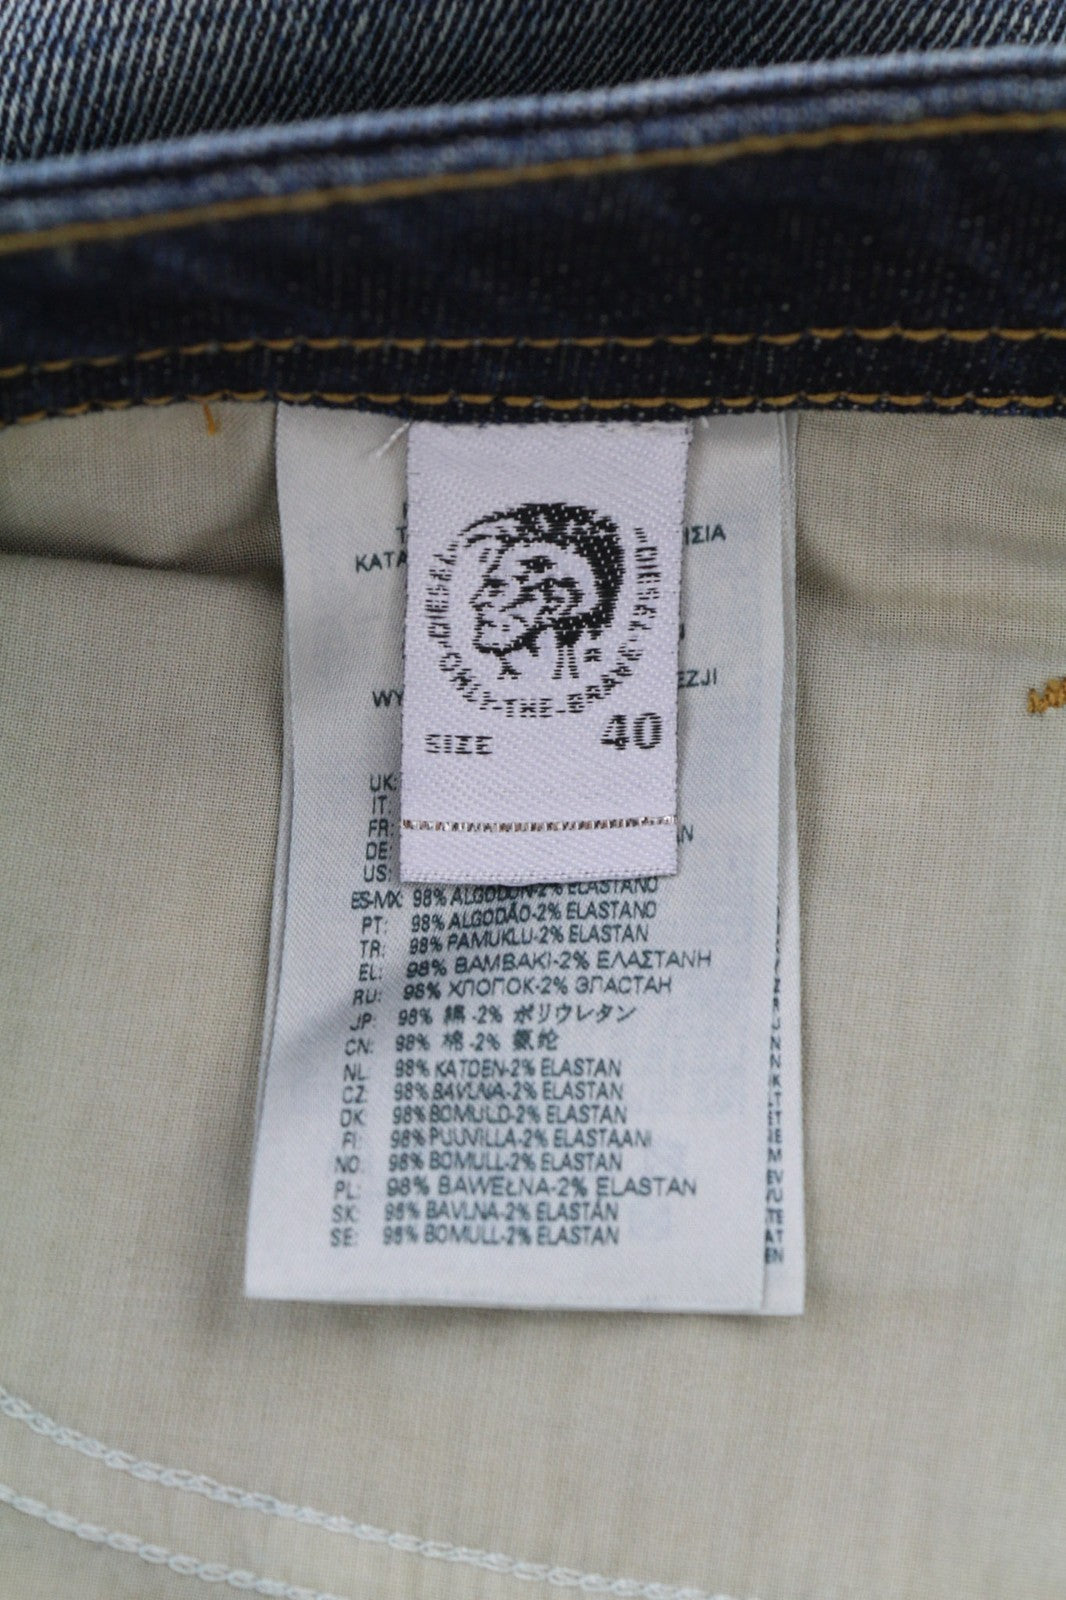 ΙΣΙΑ
ΚΑΤΑ
DIESEL
DIESEL
ONLY-THE-BRAVE
WY
EZJI
SIZE 40
UK:
IT:
FR:
DE:
US:
ES-MX: 98% ALGODON-2% ELASTANO
PT: 98% ALGODÃO-2% ELASTANO
TR: 98% PAMUKLU-2% ELASTAN
EL: 98% ΒΑΜΒΑΚΙ-2% ΕΛΑΣΤΑΝΗ
RU: 98% ХЛОПОК-2% ЭЛАСТАН
JP: 98% 綿 -2% ポリウレタン
CN: 98% 棉 -2% 氨纶
NL: 98% KATOEN-2% ELASTAN
CZ: 98% BAVLNA-2% ELASTAN
DK: 98% BOMULD-2% ELASTAN
FI: 98% PUUVILLA-2% ELASTAANI
NO: 98% BOMULL-2% ELASTAN
PL: 98% BAWEŁNA-2% ELASTAN
SK: 98% BAVLNA-2% ELASTAN
SE: 98% BOMULL-2% ELASTAN